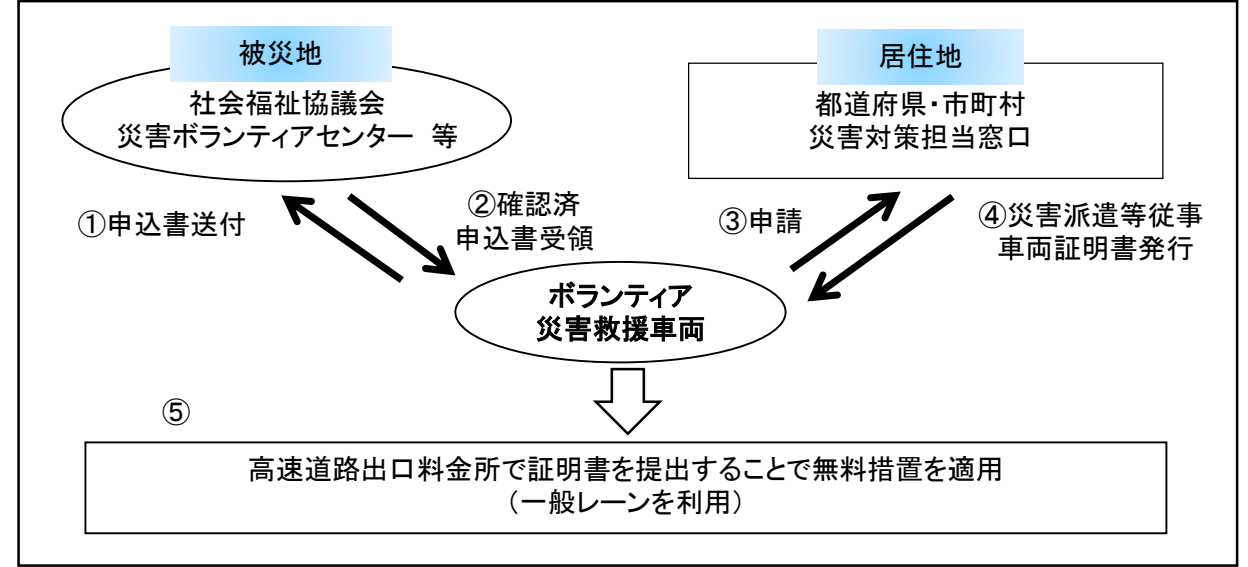 被災地
社会福祉協議会
災害ボランティアセンター 等
居住地
都道府県・市町村
災害対策担当窓口
①申込書送付
②確認済
申込書受領
③申請
④災害派遣等従事
車両証明書発行
ボランティア
災害救援車両
⑤
高速道路出口料金所で証明書を提出することで無料措置を適用
(一般レーンを利用)